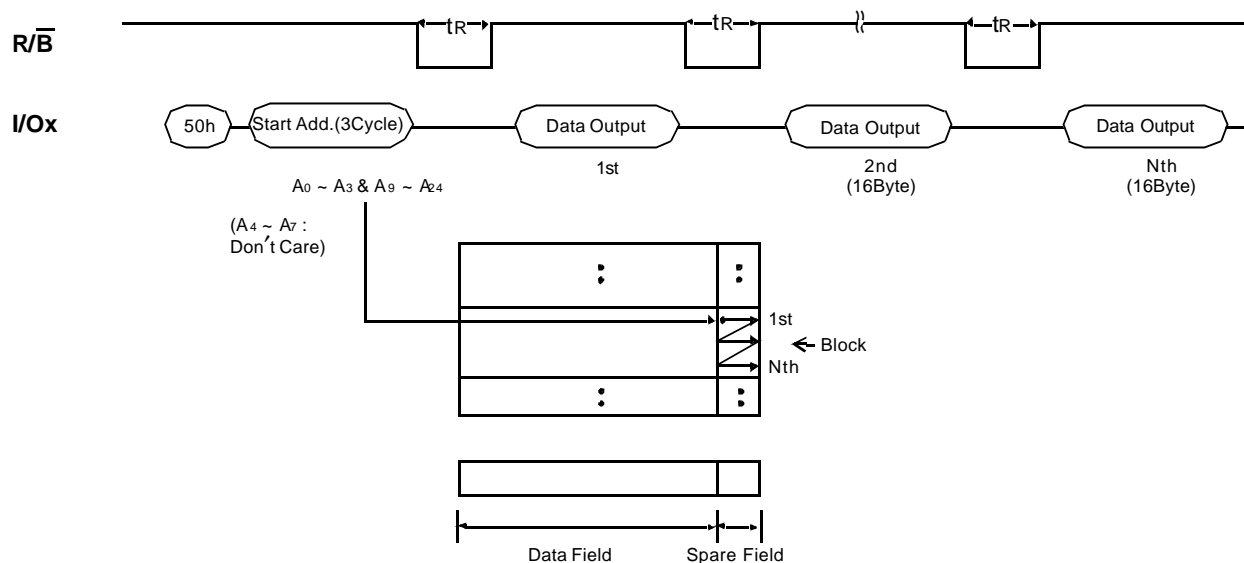 tR tR tR
R/B
I/Ox
50h Start Add.(3Cycle) Data Output Data Output Data Output
1st 2nd Nth
(16Byte) (16Byte)
A0 ~ A3 & A9 ~ A24
(A4 ~ A7 :
Don't Care)
1st
Block
Nth
Data Field Spare Field